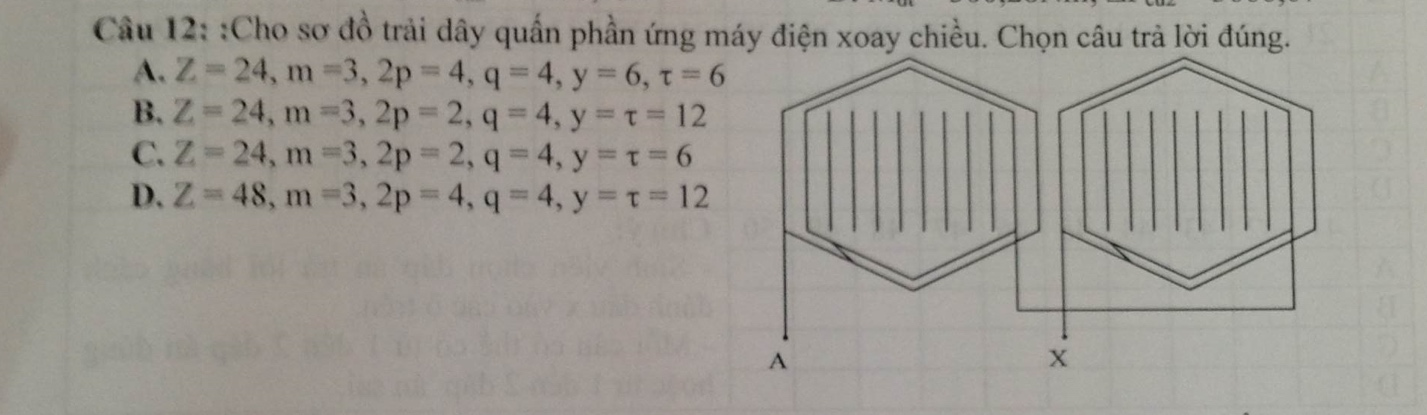 Câu 12: :Cho sơ đồ trải dây quấn phần ứng máy điện xoay chiều. Chọn câu trả lời đúng.
A. Z = 24, m =3, 2p = 4, q = 4, y = 6, τ = 6
B. Z = 24, m =3, 2p = 2, q = 4, y = τ = 12
C. Z = 24, m =3, 2p = 2, q = 4, y = τ = 6
D. Z = 48, m =3, 2p = 4, q = 4, y = τ = 12
A X